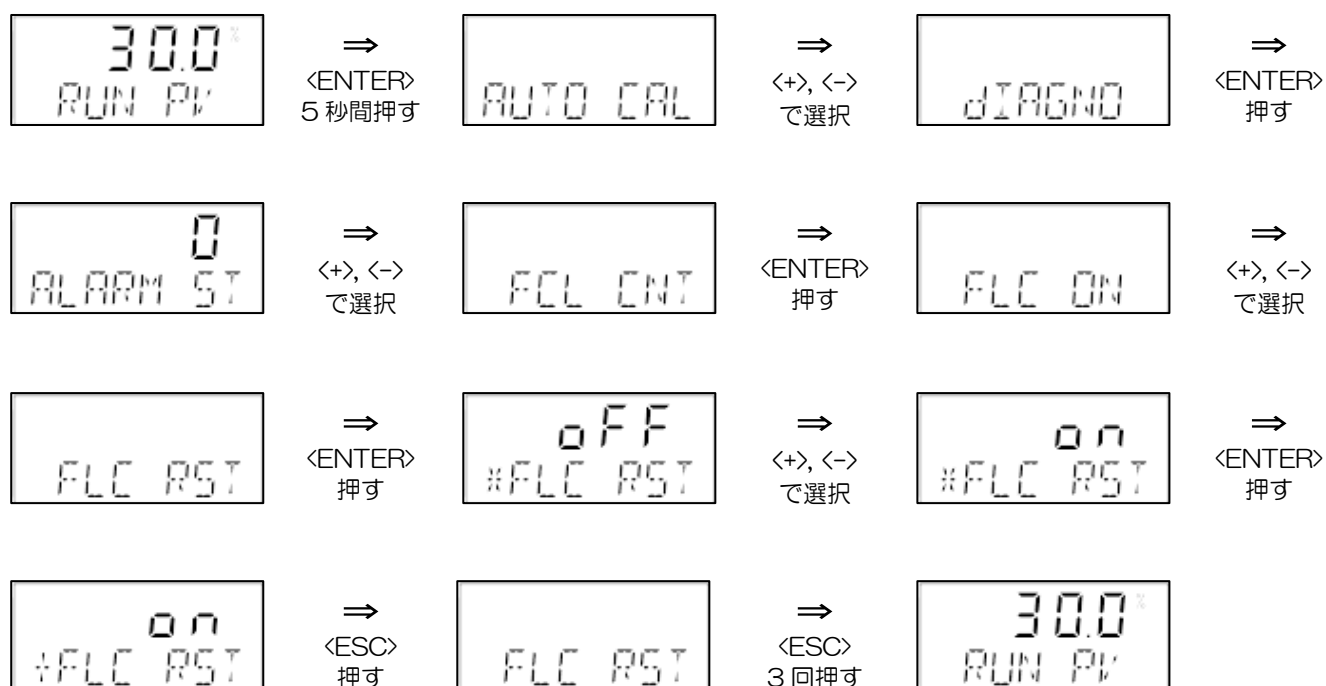 30.0 %
RUN PV
⇒
<ENTER>
5 秒間押す
AUTO CAL
⇒
<+>, <->
で選択
dIAGNO
⇒
<ENTER>
押す
0
ALARM ST
⇒
<+>, <->
で選択
FCL CNT
⇒
<ENTER>
押す
FLC ON
⇒
<+>, <->
で選択
FLC RST
⇒
<ENTER>
押す
oFF
*FLC RST
⇒
<+>, <->
で選択
on
*FLC RST
⇒
<ENTER>
押す
on
+FLC RST
⇒
<ESC>
押す
FLC RST
⇒
<ESC>
3 回押す
30.0 %
RUN PV